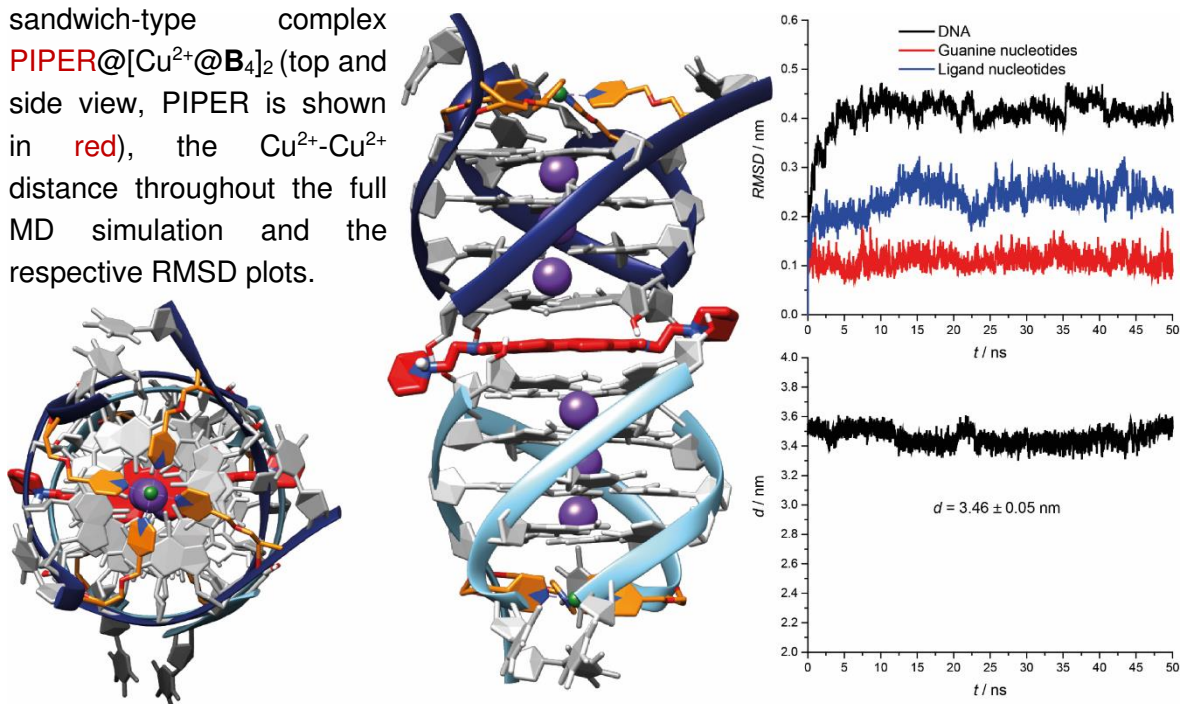 sandwich-type complex
PIPER@[Cu²⁺@B₄]₂ (top and
side view, PIPER is shown
in red), the Cu²⁺-Cu²⁺
distance throughout the full
MD simulation and the
respective RMSD plots.
0.6
0.5
0.4
0.3
0.2
0.1
0.0
RMSD / nm
DNA
Guanine nucleotides
Ligand nucleotides
0 5 10 15 20 25 30 35 40 45 50
t / ns
4.0
3.8
3.6
3.4
3.2
3.0
2.8
2.6
2.4
2.2
2.0
d / nm
d = 3.46 ± 0.05 nm
0 5 10 15 20 25 30 35 40 45 50
t / ns